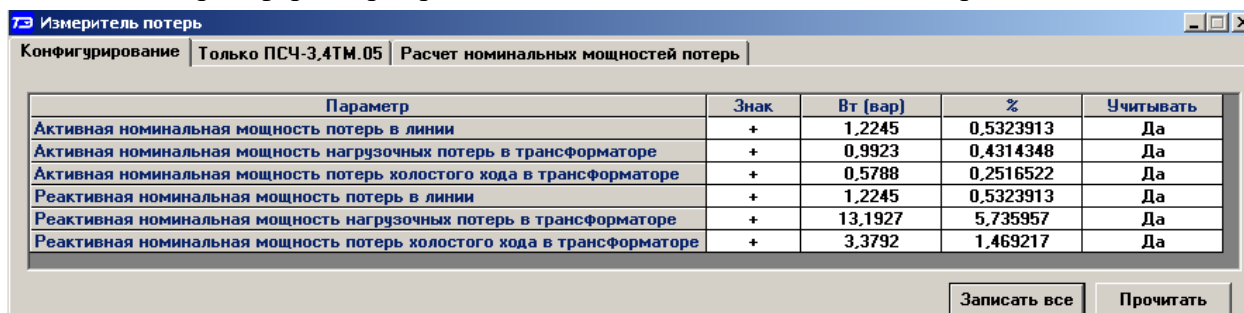 ТЭ Измеритель потерь
Конфигурирование Только ПСЧ-3,4ТМ.05 Расчет номинальных мощностей потерь
Параметр Знак Вт (вар) % Учитывать
Активная номинальная мощность потерь в линии + 1,2245 0,5323913 Да
Активная номинальная мощность нагрузочных потерь в трансформаторе + 0,9923 0,4314348 Да
Активная номинальная мощность потерь холостого хода в трансформаторе + 0,5788 0,2516522 Да
Реактивная номинальная мощность потерь в линии + 1,2245 0,5323913 Да
Реактивная номинальная мощность нагрузочных потерь в трансформаторе + 13,1927 5,735957 Да
Реактивная номинальная мощность потерь холостого хода в трансформаторе + 3,3792 1,469217 Да
Записать все Прочитать